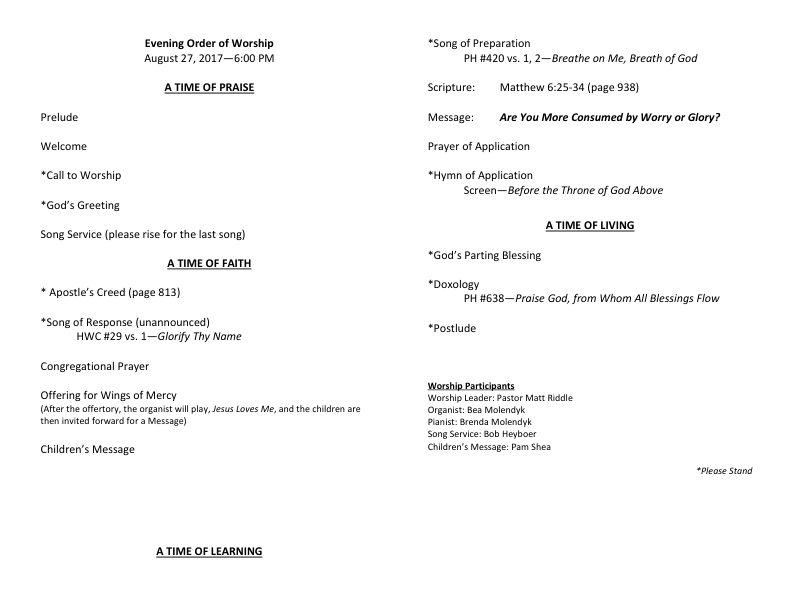 Evening Order of Worship
August 27, 2017—6:00 PM
A TIME OF PRAISE
Prelude
Welcome
*Call to Worship
*God’s Greeting
Song Service (please rise for the last song)
A TIME OF FAITH
* Apostle’s Creed (page 813)
*Song of Response (unannounced)
HWC #29 vs. 1—Glorify Thy Name
Congregational Prayer
Offering for Wings of Mercy
(After the offertory, the organist will play, Jesus Loves Me, and the children are
then invited forward for a Message)
Children’s Message
A TIME OF LEARNING
*Song of Preparation
PH #420 vs. 1, 2—Breathe on Me, Breath of God
Scripture: Matthew 6:25-34 (page 938)
Message: Are You More Consumed by Worry or Glory?
Prayer of Application
*Hymn of Application
Screen—Before the Throne of God Above
A TIME OF LIVING
*God’s Parting Blessing
*Doxology
PH #638—Praise God, from Whom All Blessings Flow
*Postlude
Worship Participants
Worship Leader: Pastor Matt Riddle
Organist: Bea Molendyk
Pianist: Brenda Molendyk
Song Service: Bob Heyboer
Children’s Message: Pam Shea
*Please Stand